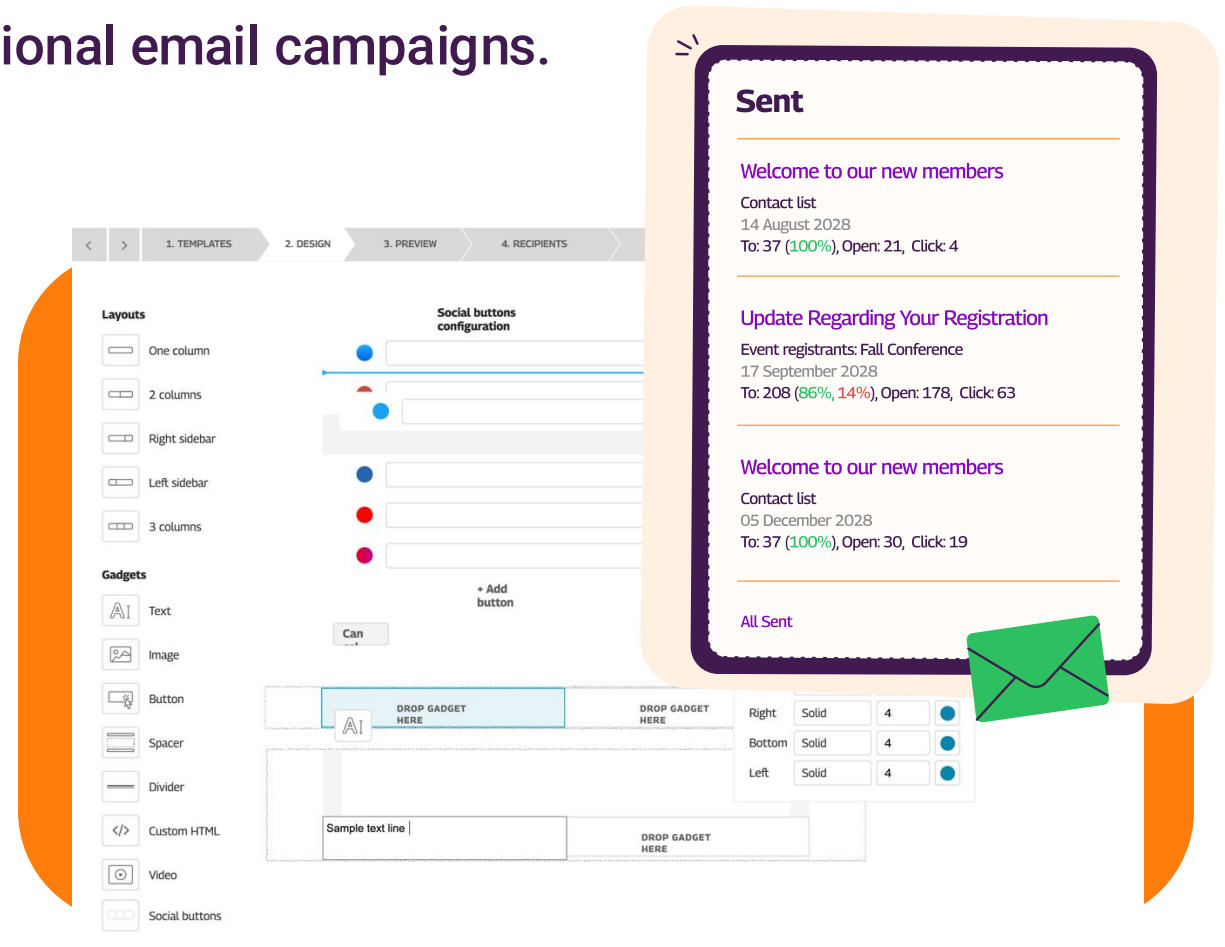 ional email campaigns.
Sent
Welcome to our new members
Contact list
14 August 2028
To: 37 (100%), Open: 21, Click: 4
Update Regarding Your Registration
Event registrants: Fall Conference
17 September 2028
To: 208 (86%, 14%), Open: 178, Click: 63
Welcome to our new members
Contact list
05 December 2028
To: 37 (100%), Open: 30, Click: 19
All Sent
1. TEMPLATES
2. DESIGN
3. PREVIEW
4. RECIPIENTS
Layouts
One column
2 columns
Right sidebar
Left sidebar
3 columns
Gadgets
Text
Image
Button
Spacer
Divider
</> Custom HTML
Video
Social buttons
Social buttons
configuration
+ Add
button
Can
DROP GADGET
HERE
DROP GADGET
HERE
AI
Sample text line
DROP GADGET
HERE
Right Solid 4
Bottom Solid 4
Left Solid 4